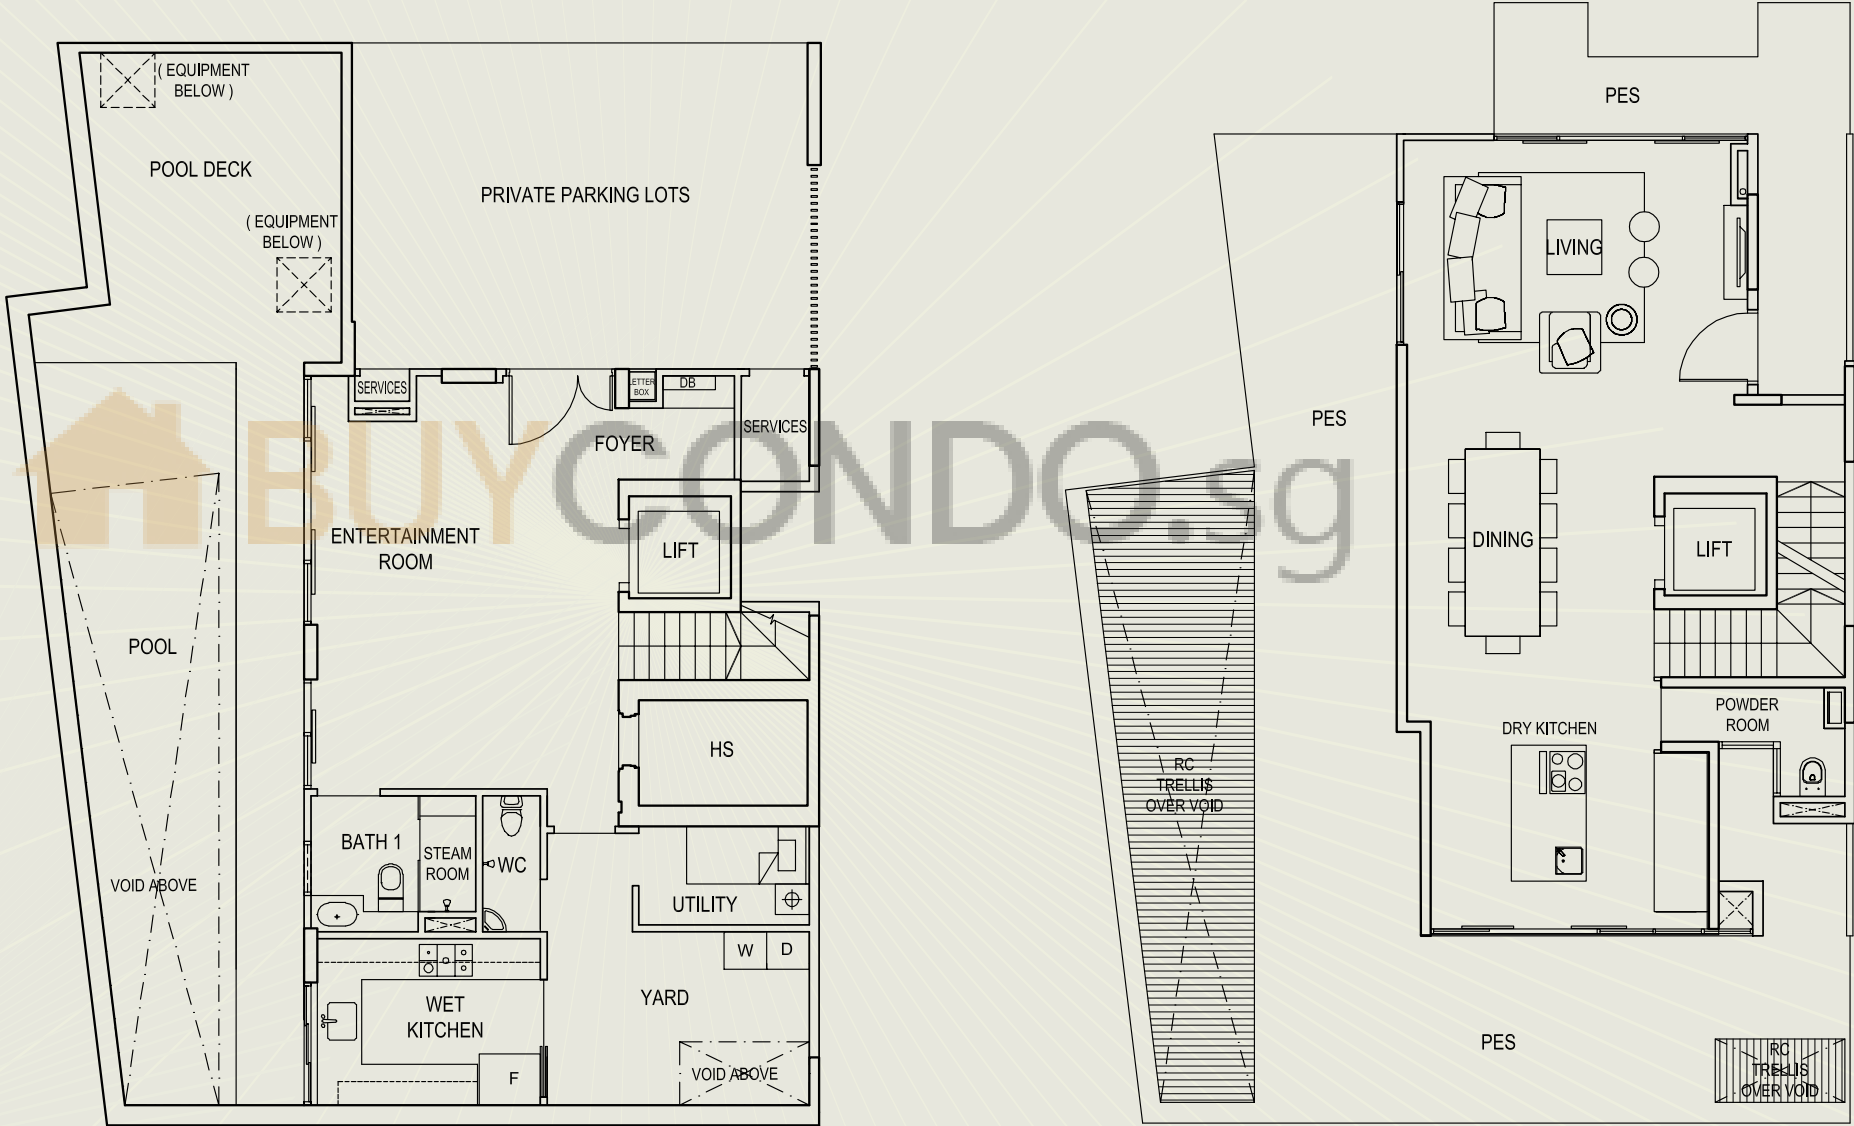 ( EQUIPMENT
BELOW )
POOL DECK
( EQUIPMENT
BELOW )
PRIVATE PARKING LOTS
SERVICES
LETTER
BOX
DB
FOYER
SERVICES
BUYCONDO.sg
ENTERTAINMENT
ROOM
LIFT
POOL
HS
BATH 1
STEAM
ROOM
WC
VOID ABOVE
UTILITY
W
D
WET
KITCHEN
YARD
F
VOID ABOVE
PES
LIVING
PES
DINING
LIFT
POWDER
ROOM
DRY KITCHEN
RC
TRELLIS
OVER VOID
PES
RC
TRELLIS
OVER VOID